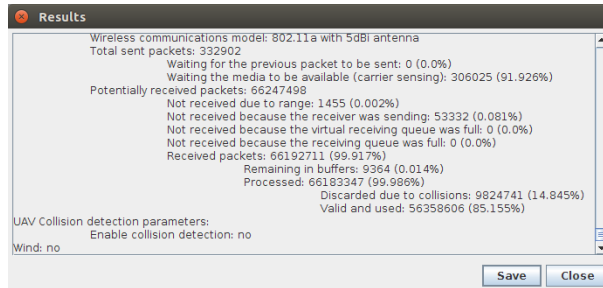 Results
Wireless communications model: 802.11a with 5dBi antenna
Total sent packets: 332902
Waiting for the previous packet to be sent: 0 (0.0%)
Waiting the media to be available (carrier sensing): 306025 (91.926%)
Potentially received packets: 66247498
Not received due to range: 1455 (0.002%)
Not received because the receiver was sending: 53332 (0.081%)
Not received because the virtual receiving queue was full: 0 (0.0%)
Not received because the receiving queue was full: 0 (0.0%)
Received packets: 66192711 (99.917%)
Remaining in buffers: 9364 (0.014%)
Processed: 66183347 (99.986%)
Discarded due to collisions: 9824741 (14.845%)
Valid and used: 56358606 (85.155%)
UAV Collision detection parameters:
Enable collision detection: no
Wind: no
Save Close